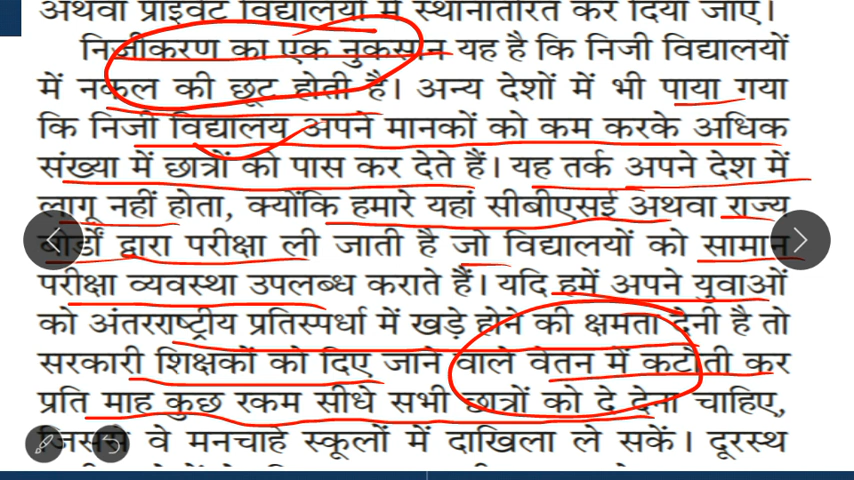 अथवा प्राइवेट विद्यालयों में स्थानांतरित कर दिया जाए।
निजीकरण का एक नुकसान यह है कि निजी विद्यालयों
में नकल की छूट होती है। अन्य देशों में भी पाया गया
कि निजी विद्यालय अपने मानकों को कम करके अधिक
संख्या में छात्रों को पास कर देते हैं। यह तर्क अपने देश में
लागू नहीं होता, क्योंकि हमारे यहां सीबीएसई अथवा राज्य
बोर्डों द्वारा परीक्षा ली जाती है जो विद्यालयों को सामान
परीक्षा व्यवस्था उपलब्ध कराते हैं। यदि हमें अपने युवाओं
को अंतरराष्ट्रीय प्रतिस्पर्धा में खड़े होने की क्षमता देनी है तो
सरकारी शिक्षकों को दिए जाने वाले वेतन में कटौती कर
प्रति माह कुछ रकम सीधे सभी छात्रों को दे देना चाहिए,
जिससे वे मनचाहे स्कूलों में दाखिला ले सकें। दूरस्थ